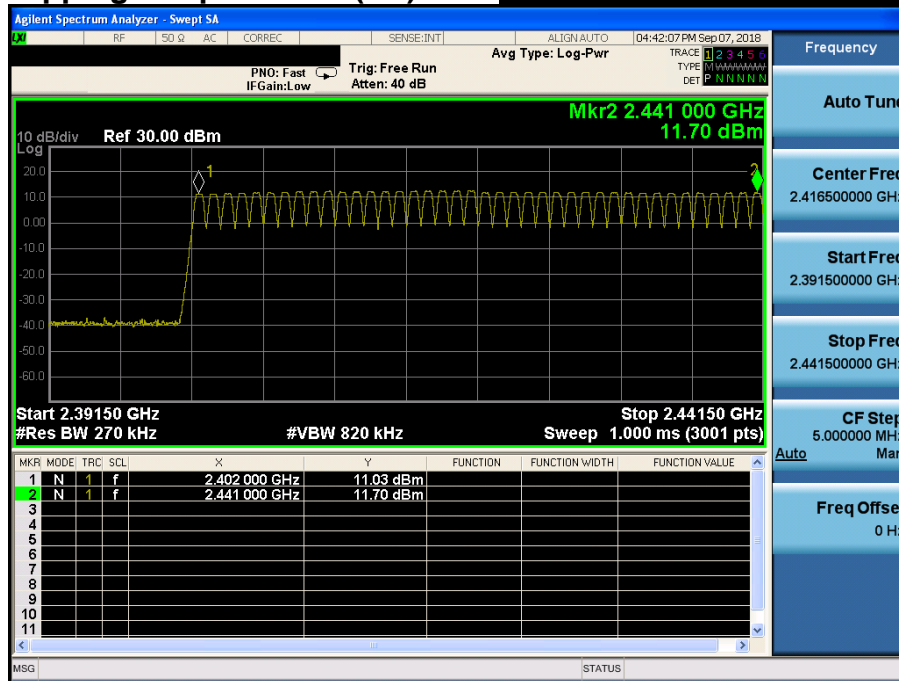 Agilent Spectrum Analyzer - Swept SA
LXI RF 50 Ω AC CORREC SENSE:INT ALIGNAUTO 04:42:07 PM Sep 07, 2018
Avg Type: Log-Pwr TRACE 1 2 3 4 5 6
PNO: Fast Trig: Free Run TYPE M WWWWW
IFGain:Low Atten: 40 dB DET P N N N N N
Mkr2 2.441 000 GHz
11.70 dBm
10 dB/div Ref 30.00 dBm
Log
1
2
20.0
10.0
0.00
-10.0
-20.0
-30.0
-40.0
-50.0
-60.0
Start 2.39150 GHz Stop 2.44150 GHz
#Res BW 270 kHz #VBW 820 kHz Sweep 1.000 ms (3001 pts)
MKR MODE TRC SCL X Y FUNCTION FUNCTION WIDTH FUNCTION VALUE
1 N 1 f 2.402 000 GHz 11.03 dBm
2 N 1 f 2.441 000 GHz 11.70 dBm
3
4
5
6
7
8
9
10
11
MSG STATUS
Frequency
Auto Tune
Center Freq
2.416500000 GHz
Start Freq
2.391500000 GHz
Stop Freq
2.441500000 GHz
CF Step
5.000000 MHz
Auto Man
Freq Offset
0 Hz